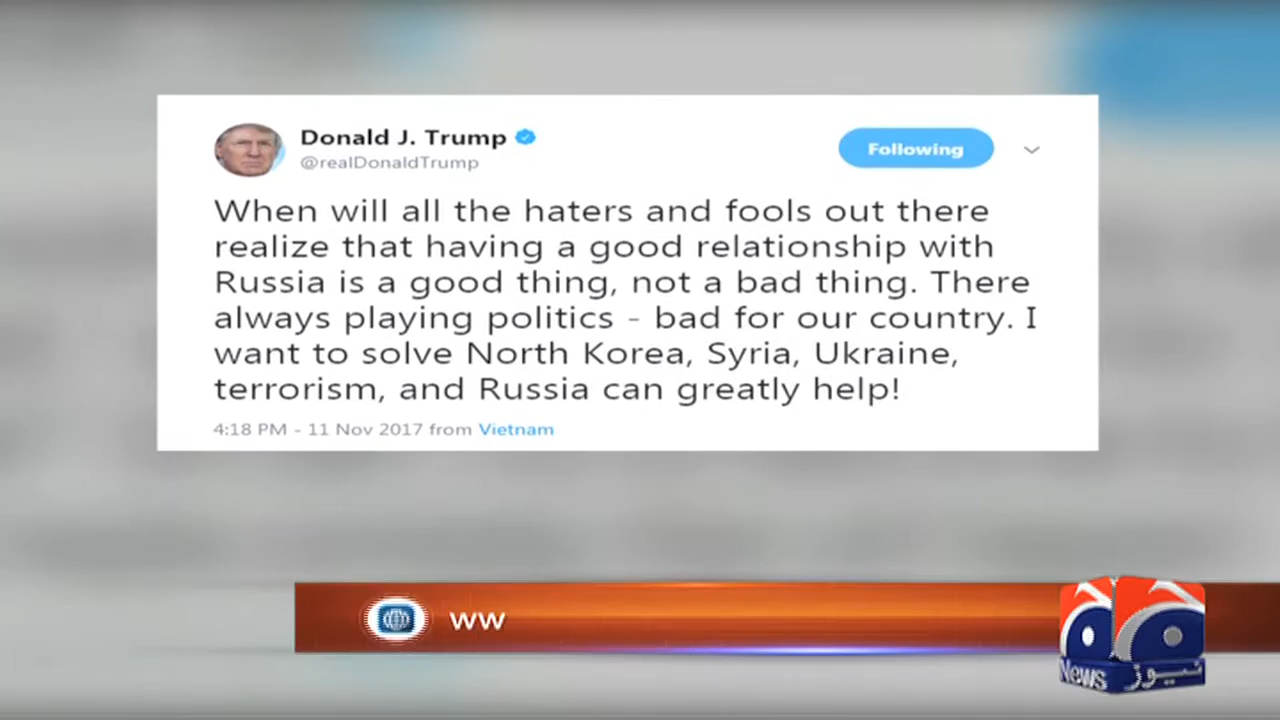 Donald J. Trump
@realDonaldTrump
Following
When will all the haters and fools out there
realize that having a good relationship with
Russia is a good thing, not a bad thing. There
always playing politics - bad for our country. I
want to solve North Korea, Syria, Ukraine,
terrorism, and Russia can greatly help!
4:18 PM - 11 Nov 2017 from Vietnam
ww
News نیوز